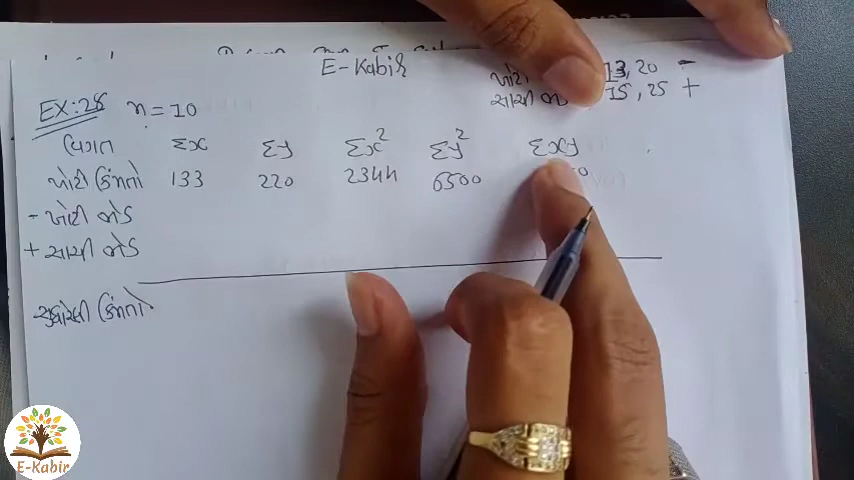 E-Kabir
ખોટી 13, 20 -
સાચી 15, 25 +
EX:28 n = 10
વિગત Σx Σy Σx² Σy² Σxy
ખોટી કિંમતો 133 220 2344 6500
- ખોટી જોડ
+ સાચી જોડ
સુધારેલી કિંમતો
E-Kabir